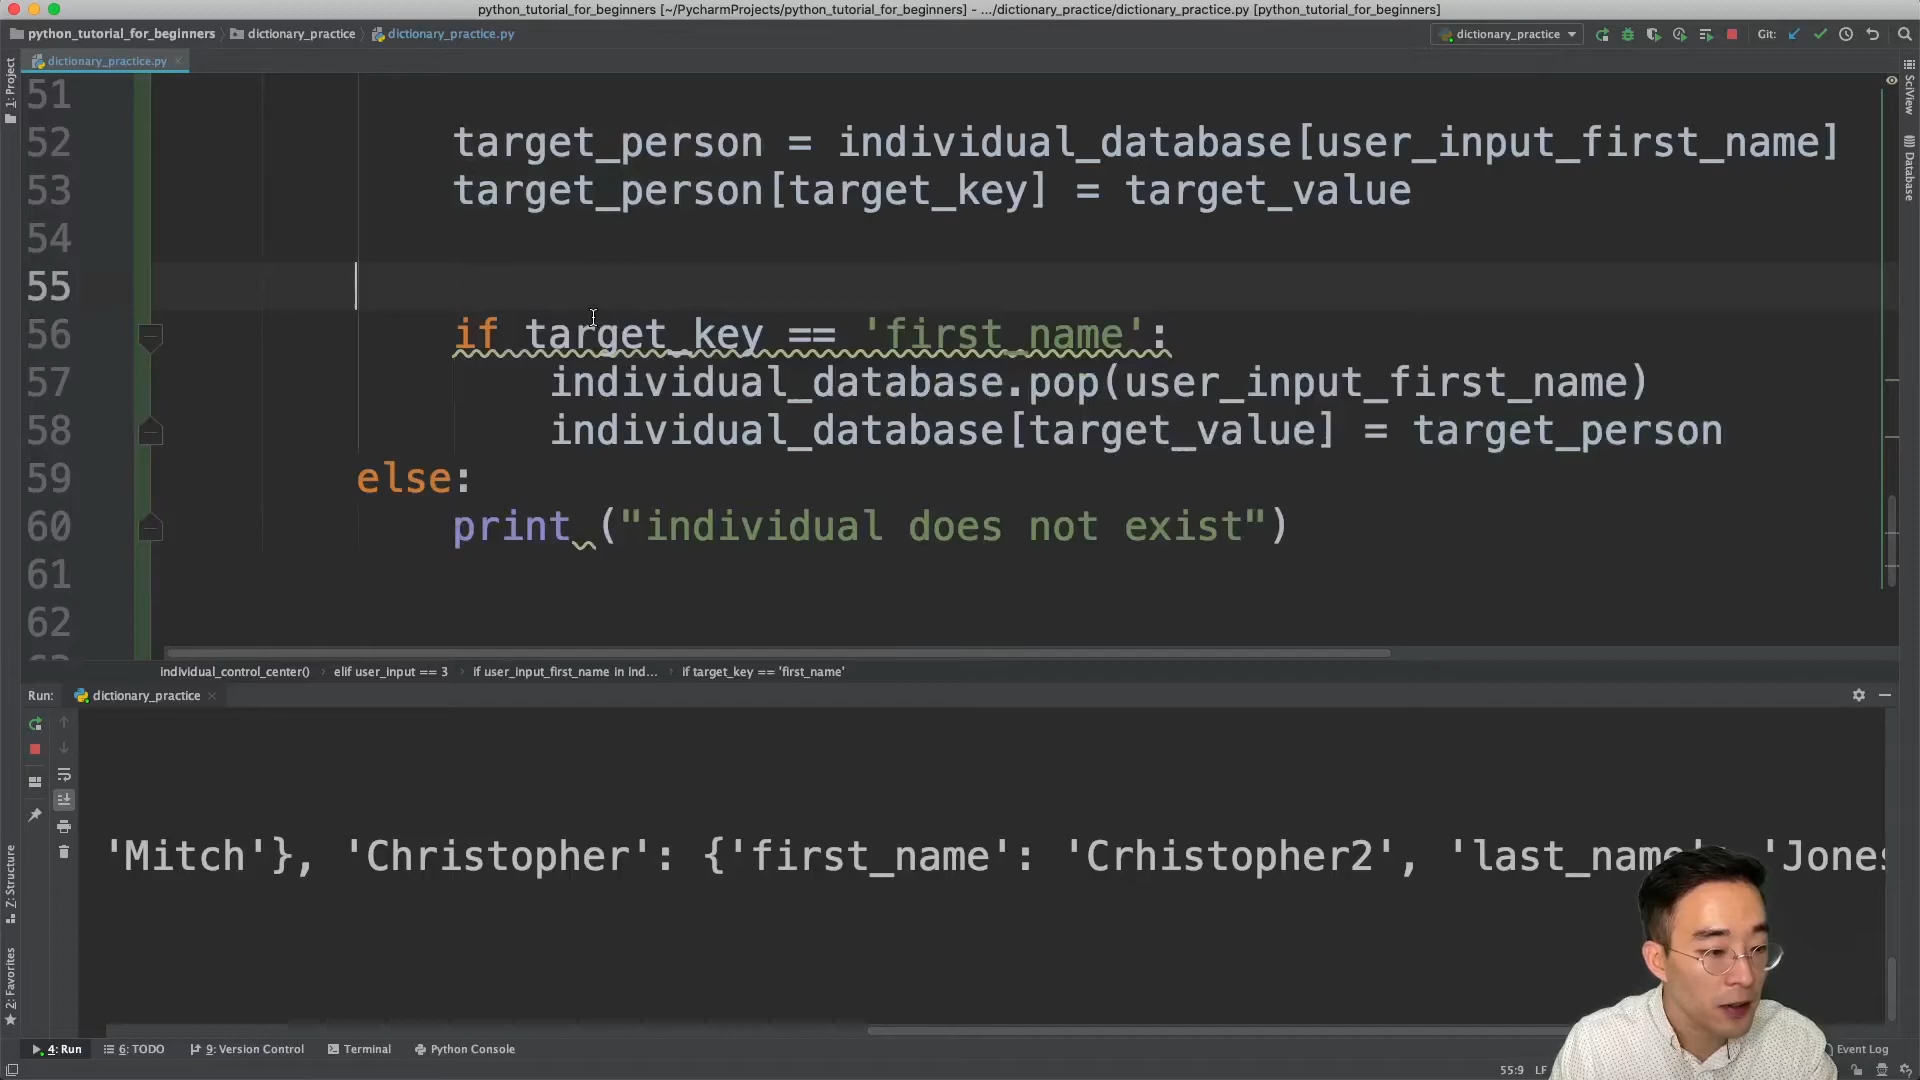 python_tutorial_for_beginners [~/PycharmProjects/python_tutorial_for_beginners] - .../dictionary_practice/dictionary_practice.py [python_tutorial_for_beginners]
python_tutorial_for_beginners dictionary_practice dictionary_practice.py dictionary_practice Git:
dictionary_practice.py
1: Project
SciView
Database
51
52 target_person = individual_database[user_input_first_name]
53 target_person[target_key] = target_value
54
55
56 if target_key == 'first_name':
57 individual_database.pop(user_input_first_name)
58 individual_database[target_value] = target_person
59 else:
60 print ("individual does not exist")
61
62
individual_control_center() elif user_input == 3 if user_input_first_name in ind... if target_key == 'first_name'
Run: dictionary_practice
'Mitch'}, 'Christopher': {'first_name': 'Crhistopher2', 'last_name': 'Jones
7: Structure
2: Favorites
4: Run 6: TODO 9: Version Control Terminal Python Console Event Log
55:9 LF